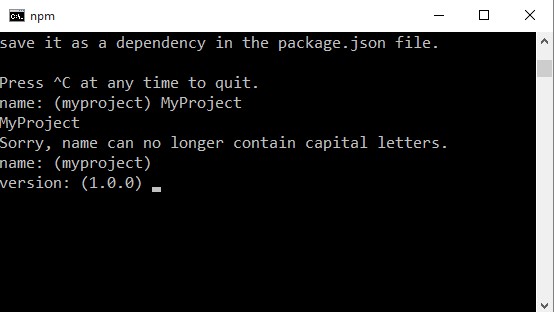 npm
save it as a dependency in the package.json file.
Press ^C at any time to quit.
name: (myproject) MyProject
MyProject
Sorry, name can no longer contain capital letters.
name: (myproject)
version: (1.0.0)